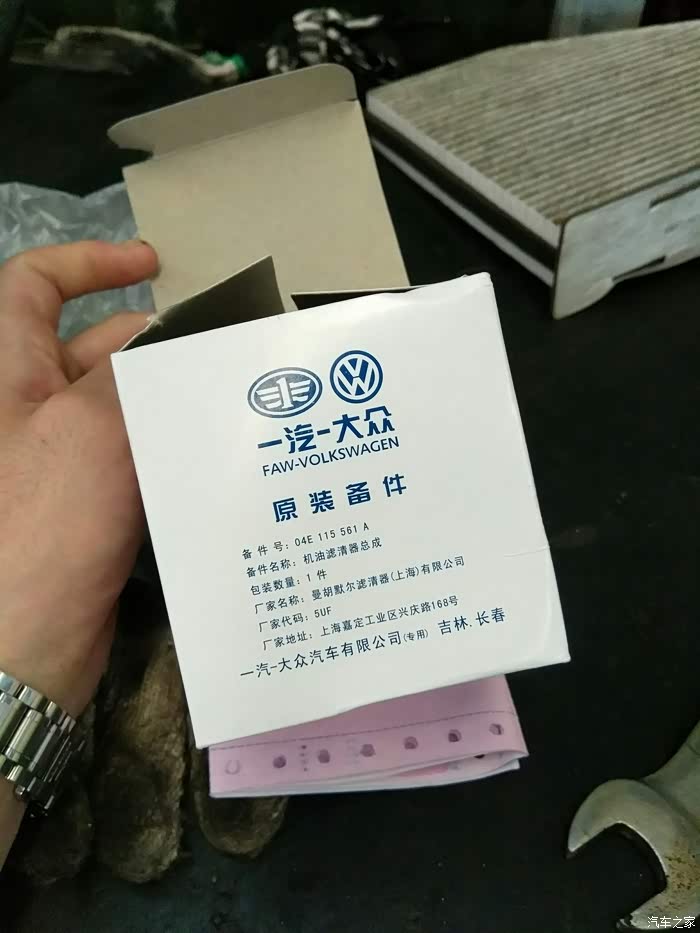 一汽-大众
FAW-VOLKSWAGEN
原装备件
备件号：04E 115 561 A
备件名称：机油滤清器总成
包装数量：1 件
厂家名称：曼胡默尔滤清器(上海)有限公司
厂家代码：5UF
厂家地址：上海嘉定工业区兴庆路168号
一汽-大众汽车有限公司(专用) 吉林.长春
汽车之家